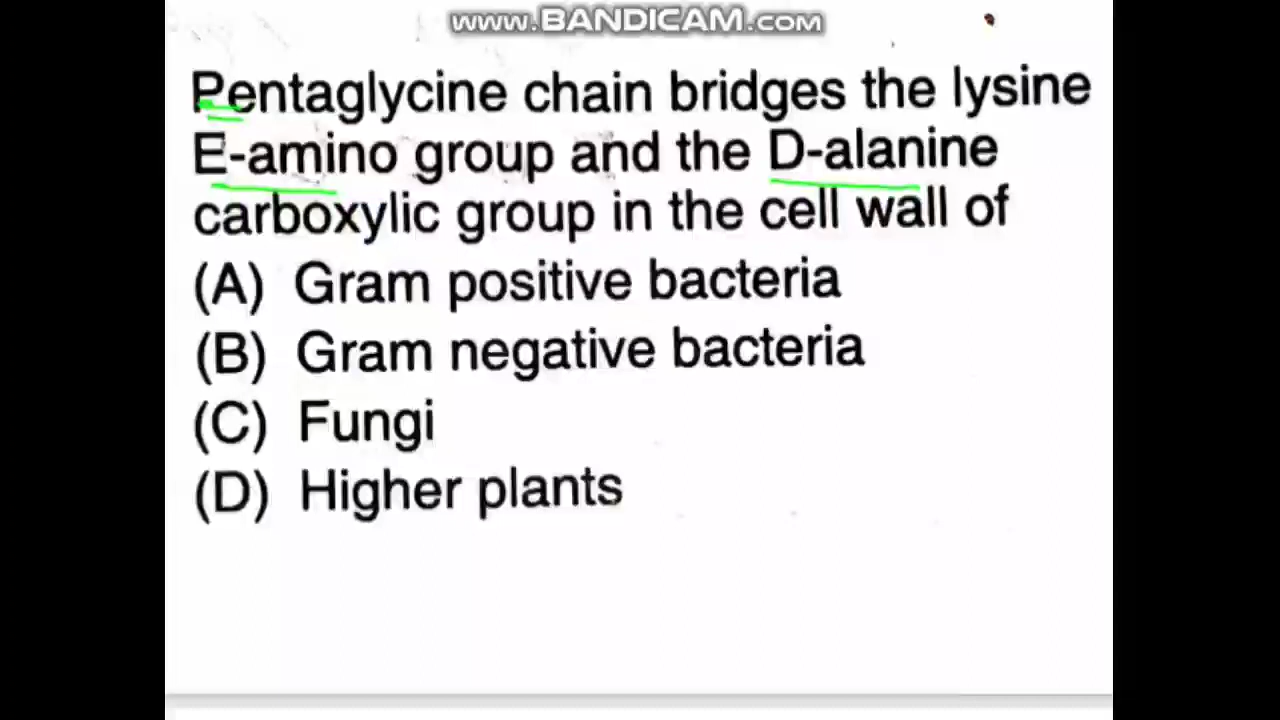 www.BANDICAM.com
Pentaglycine chain bridges the lysine
E-amino group and the D-alanine
carboxylic group in the cell wall of
(A) Gram positive bacteria
(B) Gram negative bacteria
(C) Fungi
(D) Higher plants